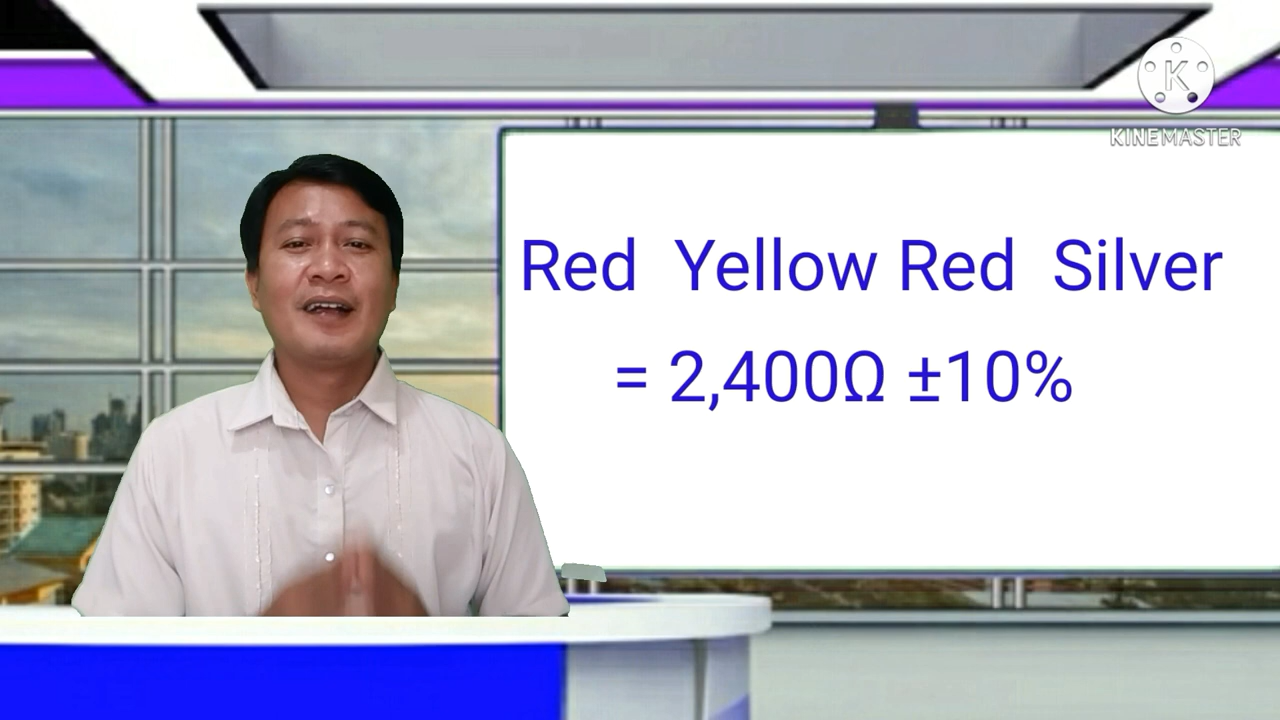 K
KINEMASTER
Red Yellow Red Silver
= 2,400Ω ±10%